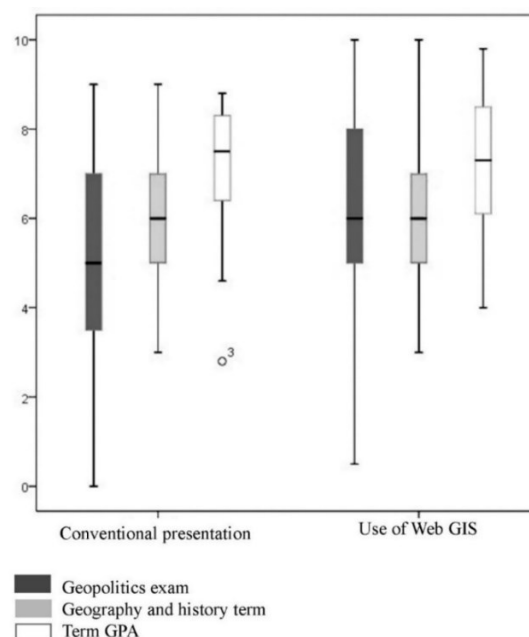 10
8
6
4
2
0
3
Conventional presentation
Use of Web GIS
Geopolitics exam
Geography and history term
Term GPA